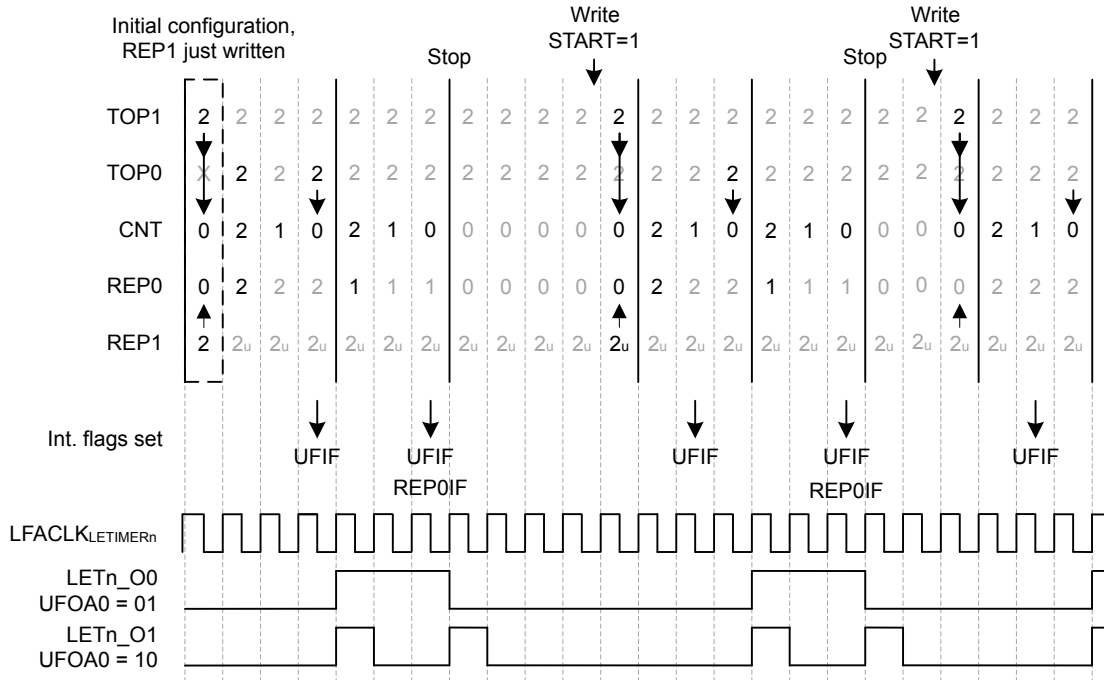 Initial configuration,
REP1 just written
Stop
Write
START=1
Stop
Write
START=1
TOP1 2 2 2 2 2 2 2 2 2 2 2 2 2 2 2 2 2 2 2 2 2 2 2 2
TOP0 X 2 2 2 2 2 2 2 2 2 2 2 2 2 2 2 2 2 2 2 2 2 2 2
CNT 0 2 1 0 2 1 0 0 0 0 0 0 2 1 0 2 1 0 0 0 0 2 1 0
REP0 0 2 2 2 1 1 1 0 0 0 0 0 2 2 2 1 1 1 0 0 0 2 2 2
REP1 2 2u 2u 2u 2u 2u 2u 2u 2u 2u 2u 2u 2u 2u 2u 2u 2u 2u 2u 2u 2u 2u 2u 2u
Int. flags set
UFIF UFIF UFIF UFIF UFIF
REP0IF REP0IF
LFACLKLETIMERn
LETn_O0
UFOA0 = 01
LETn_O1
UFOA0 = 10